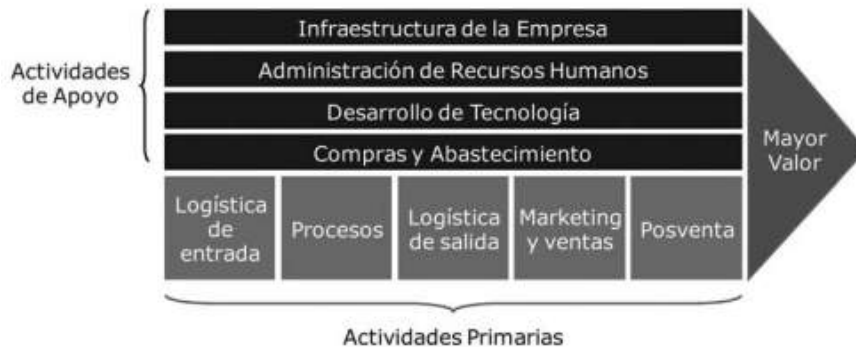 Infraestructura de la Empresa
Actividades
de Apoyo
Administración de Recursos Humanos
Desarrollo de Tecnología
Compras y Abastecimiento
Mayor
Valor
Logística
de
entrada
Procesos
Logística
de salida
Marketing
y ventas
Posventa
Actividades Primarias